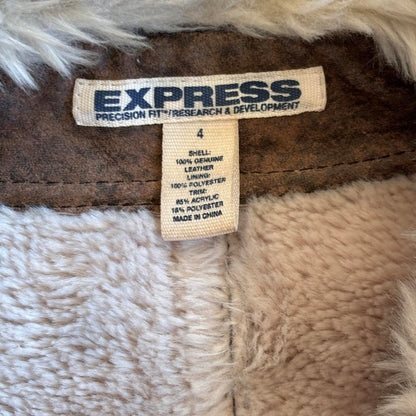 EXPRESS
PRECISION FIT™/RESEARCH & DEVELOPMENT
4
SHELL:
100% GENUINE
LEATHER
LINING:
100% POLYESTER
TRIM:
85% ACRYLIC
15% POLYESTER
MADE IN CHINA